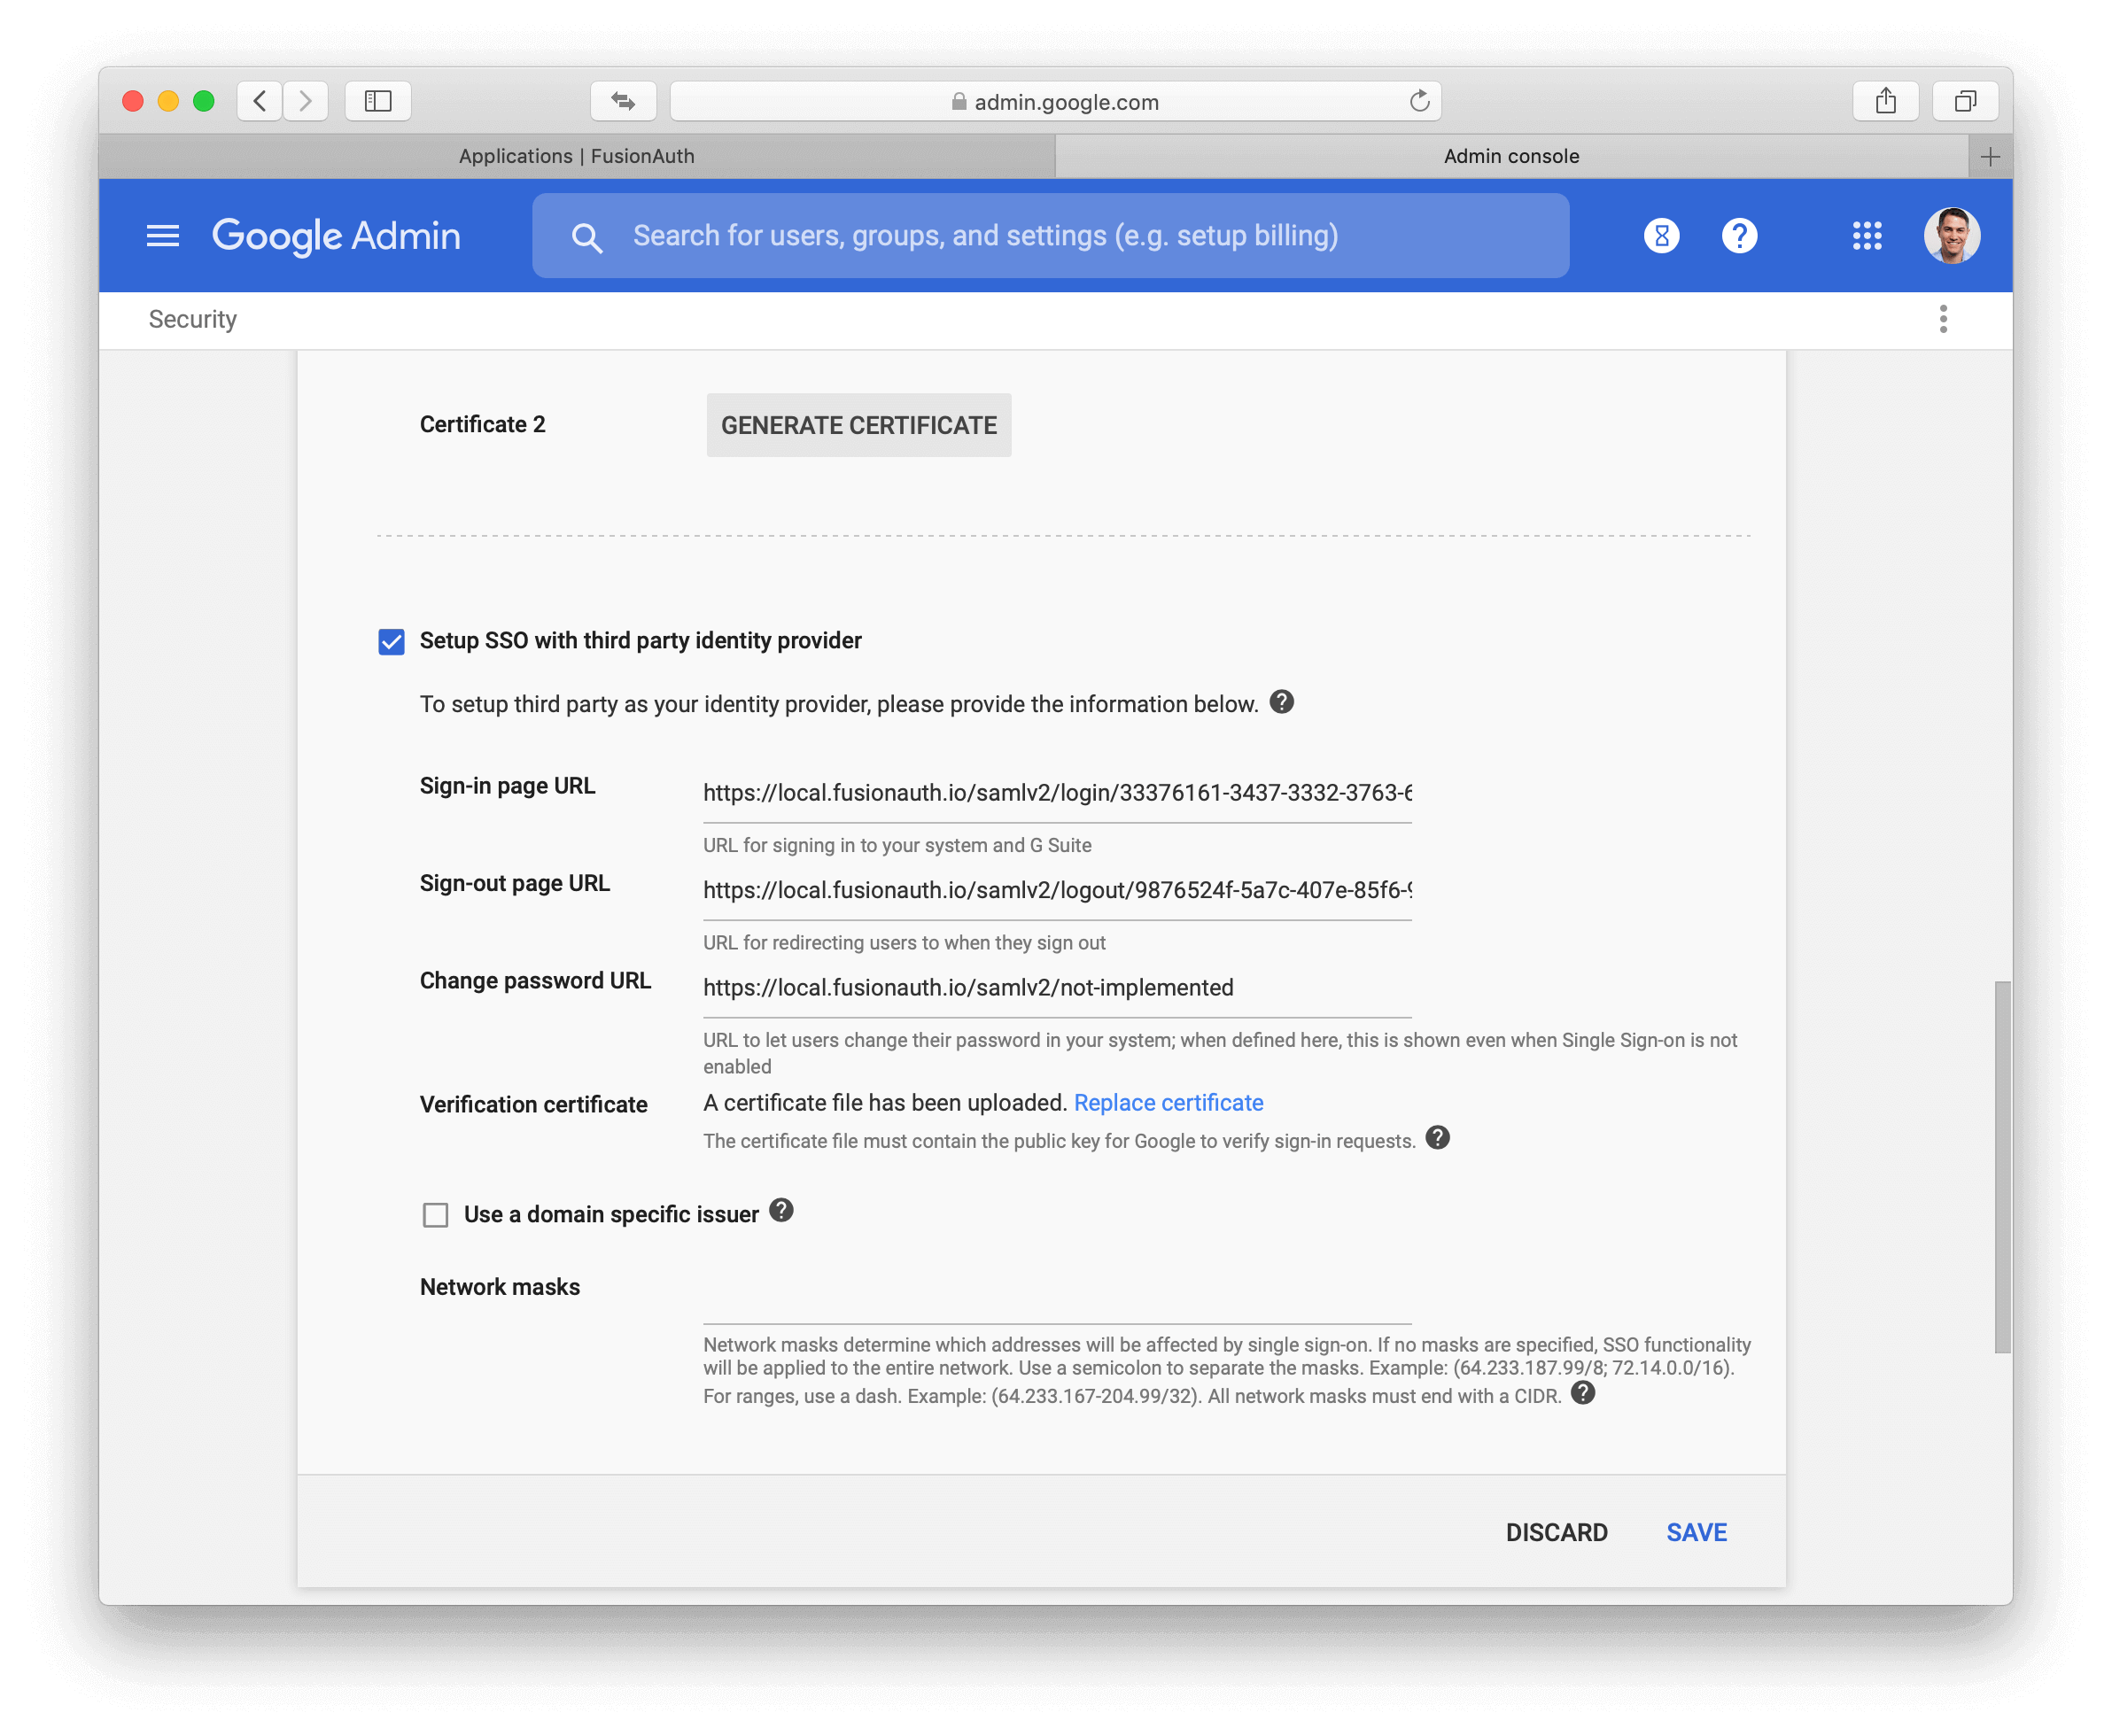 admin.google.com
Applications | FusionAuth
Admin console
Google Admin
Search for users, groups, and settings (e.g. setup billing)
Security
Certificate 2
GENERATE CERTIFICATE
Setup SSO with third party identity provider
To setup third party as your identity provider, please provide the information below. ?
Sign-in page URL
https://local.fusionauth.io/samlv2/login/33376161-3437-3332-3763-6
URL for signing in to your system and G Suite
Sign-out page URL
https://local.fusionauth.io/samlv2/logout/9876524f-5a7c-407e-85f6-9
URL for redirecting users to when they sign out
Change password URL
https://local.fusionauth.io/samlv2/not-implemented
URL to let users change their password in your system; when defined here, this is shown even when Single Sign-on is not
enabled
Verification certificate
A certificate file has been uploaded. Replace certificate
The certificate file must contain the public key for Google to verify sign-in requests. ?
Use a domain specific issuer ?
Network masks
Network masks determine which addresses will be affected by single sign-on. If no masks are specified, SSO functionality
will be applied to the entire network. Use a semicolon to separate the masks. Example: (64.233.187.99/8; 72.14.0.0/16).
For ranges, use a dash. Example: (64.233.167-204.99/32). All network masks must end with a CIDR. ?
DISCARD
SAVE